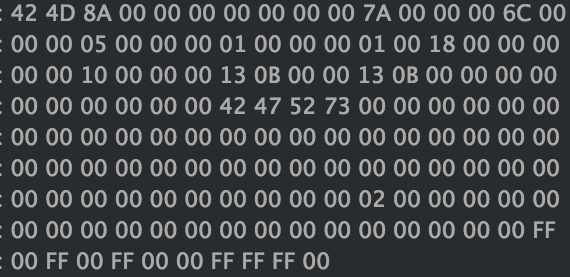 : 42 4D 8A 00 00 00 00 00 00 00 7A 00 00 00 6C 00
: 00 00 05 00 00 00 01 00 00 00 01 00 18 00 00 00
: 00 00 10 00 00 00 13 0B 00 00 13 0B 00 00 00 00
: 00 00 00 00 00 00 42 47 52 73 00 00 00 00 00 00
: 00 00 00 00 00 00 00 00 00 00 00 00 00 00 00 00
: 00 00 00 00 00 00 00 00 00 00 00 00 00 00 00 00
: 00 00 00 00 00 00 00 00 00 00 02 00 00 00 00 00
: 00 00 00 00 00 00 00 00 00 00 00 00 00 00 00 FF
: 00 FF 00 FF 00 00 FF FF FF 00